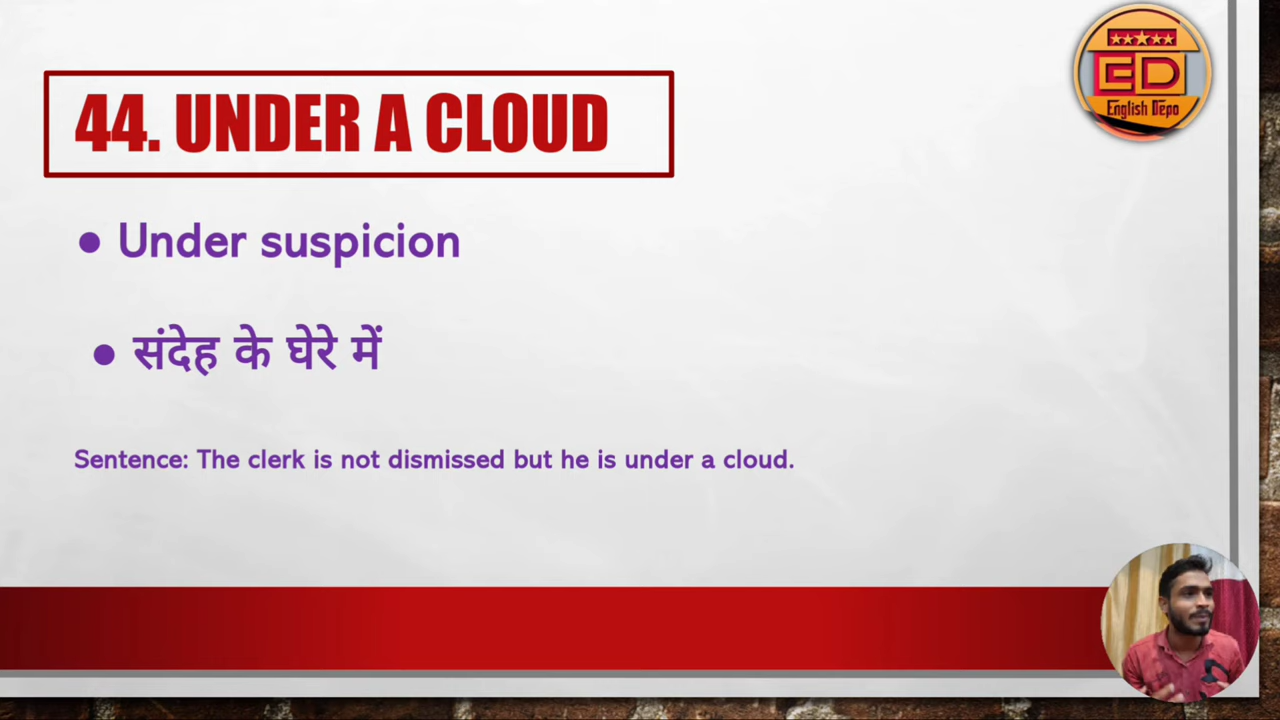 44. UNDER A CLOUD
★★★★★
ED
English Depo
• Under suspicion
• संदेह के घेरे में
Sentence: The clerk is not dismissed but he is under a cloud.